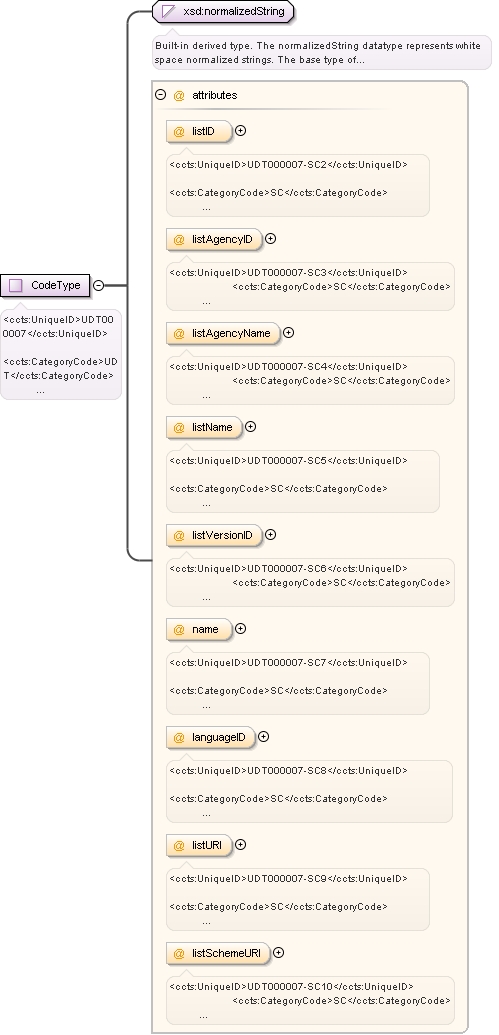 xsd:normalizedString
Built-in derived type. The normalizedString datatype represents white
space normalized strings. The base type of...
@ attributes
@ listID
<ccts:UniqueID>UDT000007-SC2</ccts:UniqueID>
<ccts:CategoryCode>SC</ccts:CategoryCode>
...
@ listAgencyID
<ccts:UniqueID>UDT000007-SC3</ccts:UniqueID>
<ccts:CategoryCode>SC</ccts:CategoryCode>
...
CodeType
<ccts:UniqueID>UDT00
0007</ccts:UniqueID>
<ccts:CategoryCode>UD
T</ccts:CategoryCode>
...
@ listAgencyName
<ccts:UniqueID>UDT000007-SC4</ccts:UniqueID>
<ccts:CategoryCode>SC</ccts:CategoryCode>
...
@ listName
<ccts:UniqueID>UDT000007-SC5</ccts:UniqueID>
<ccts:CategoryCode>SC</ccts:CategoryCode>
...
@ listVersionID
<ccts:UniqueID>UDT000007-SC6</ccts:UniqueID>
<ccts:CategoryCode>SC</ccts:CategoryCode>
...
@ name
<ccts:UniqueID>UDT000007-SC7</ccts:UniqueID>
<ccts:CategoryCode>SC</ccts:CategoryCode>
...
@ languageID
<ccts:UniqueID>UDT000007-SC8</ccts:UniqueID>
<ccts:CategoryCode>SC</ccts:CategoryCode>
...
@ listURI
<ccts:UniqueID>UDT000007-SC9</ccts:UniqueID>
<ccts:CategoryCode>SC</ccts:CategoryCode>
...
@ listSchemeURI
<ccts:UniqueID>UDT000007-SC10</ccts:UniqueID>
<ccts:CategoryCode>SC</ccts:CategoryCode>
...